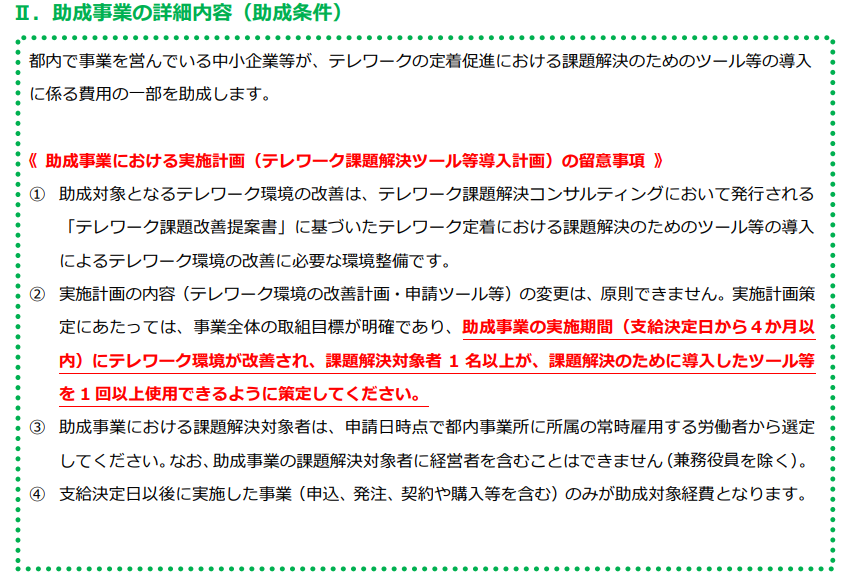 Ⅱ．助成事業の詳細内容（助成条件）
都内で事業を営んでいる中小企業等が、テレワークの定着促進における課題解決のためのツール等の導入
に係る費用の一部を助成します。
《 助成事業における実施計画（テレワーク課題解決ツール等導入計画）の留意事項 》
① 助成対象となるテレワーク環境の改善は、テレワーク課題解決コンサルティングにおいて発行される
「テレワーク課題改善提案書」に基づいたテレワーク定着における課題解決のためのツール等の導入
によるテレワーク環境の改善に必要な環境整備です。
② 実施計画の内容（テレワーク環境の改善計画・申請ツール等）の変更は、原則できません。実施計画策
定にあたっては、事業全体の取組目標が明確であり、助成事業の実施期間（支給決定日から４か月以
内）にテレワーク環境が改善され、課題解決対象者 1 名以上が、課題解決のために導入したツール等
を 1 回以上使用できるように策定してください。
③ 助成事業における課題解決対象者は、申請日時点で都内事業所に所属の常時雇用する労働者から選定
してください。なお、助成事業の課題解決対象者に経営者を含むことはできません（兼務役員を除く）。
④ 支給決定日以後に実施した事業（申込、発注、契約や購入等を含む）のみが助成対象経費となります。